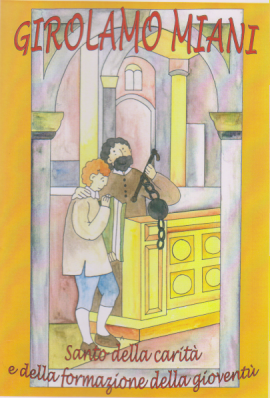 GIROLAMO MIANI
Santo della carità
e della formazione della gioventù